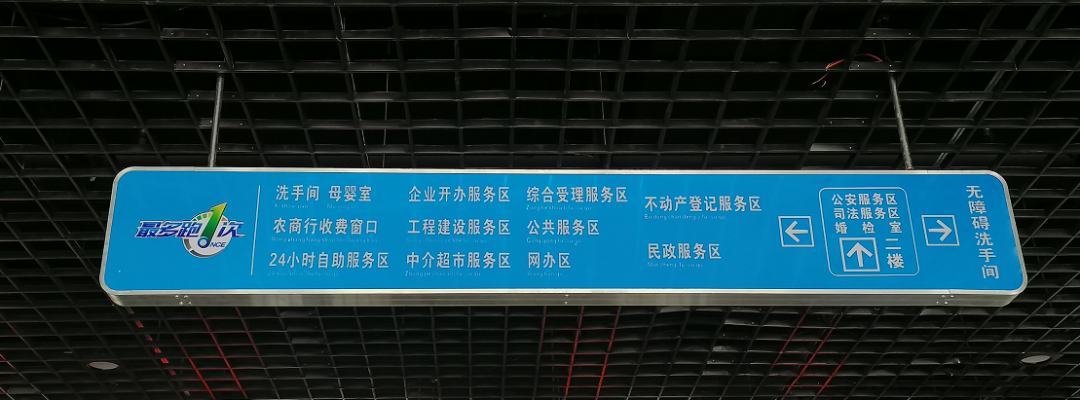 最多跑1次
ONCE
洗手间 母婴室
农商行收费窗口
24小时自助服务区
企业开办服务区
工程建设服务区
中介超市服务区
综合受理服务区
公共服务区
网办区
不动产登记服务区
民政服务区
公安服务区
司法服务区
婚检室
二楼
无障碍洗手间